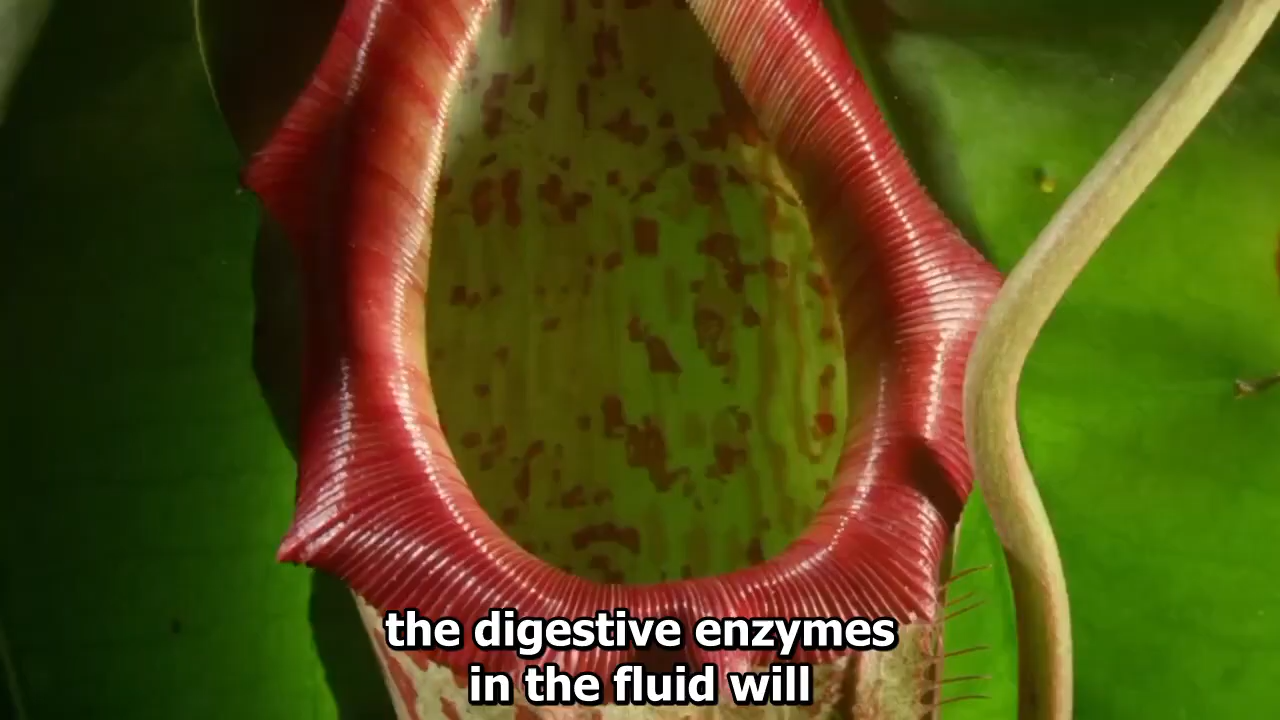 the digestive enzymes
in the fluid will